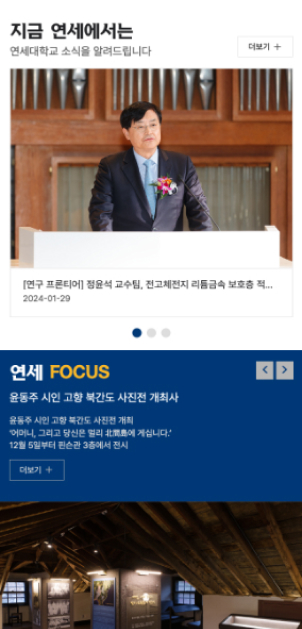 지금 연세에서는
연세대학교 소식을 알려드립니다
더보기 +
[연구 프론티어] 정윤석 교수팀, 전고체전지 리튬금속 보호층 적...
2024-01-29
연세 FOCUS
윤동주 시인 고향 북간도 사진전 개최사
윤동주 시인 고향 북간도 사진전 개최
'어머니, 그리고 당신은 멀리 北間島에 계십니다.'
12월 5일부터 핀슨관 3층에서 전시
더보기 +